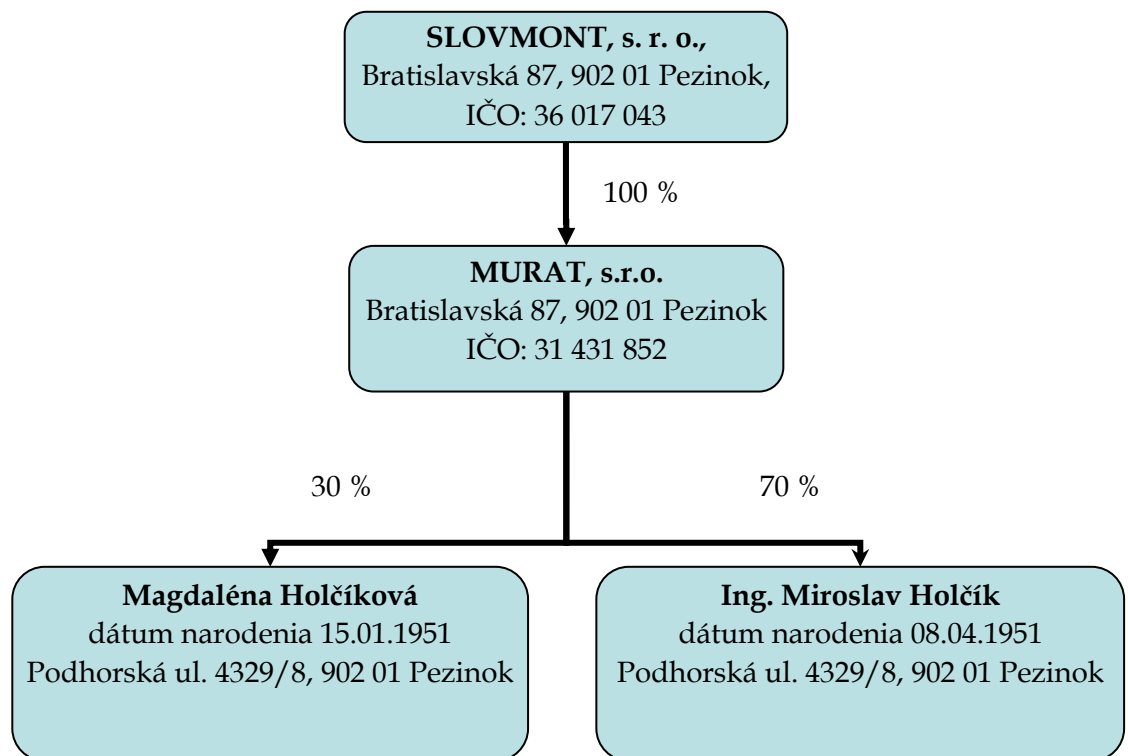 SLOVMONT, s. r. o.,
Bratislavská 87, 902 01 Pezinok,
IČO: 36 017 043
100 %
MURAT, s.r.o.
Bratislavská 87, 902 01 Pezinok
IČO: 31 431 852
30 %
70 %
Magdaléna Holčíková
dátum narodenia 15.01.1951
Podhorská ul. 4329/8, 902 01 Pezinok
Ing. Miroslav Holčík
dátum narodenia 08.04.1951
Podhorská ul. 4329/8, 902 01 Pezinok